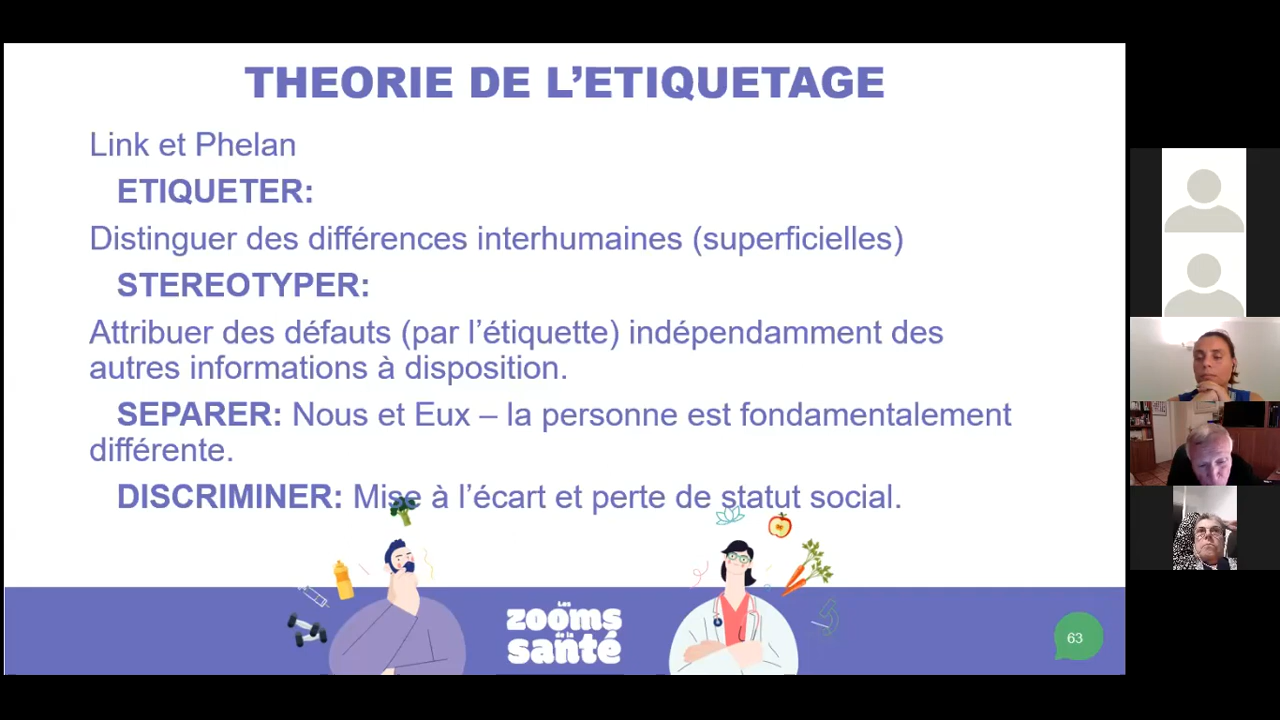 THEORIE DE L’ETIQUETAGE
Link et Phelan
ETIQUETER:
Distinguer des différences interhumaines (superficielles)
STEREOTYPER:
Attribuer des défauts (par l’étiquette) indépendamment des
autres informations à disposition.
SEPARER: Nous et Eux – la personne est fondamentalement
différente.
DISCRIMINER: Mise à l’écart et perte de statut social.
Les
zooms
de la
santé
63